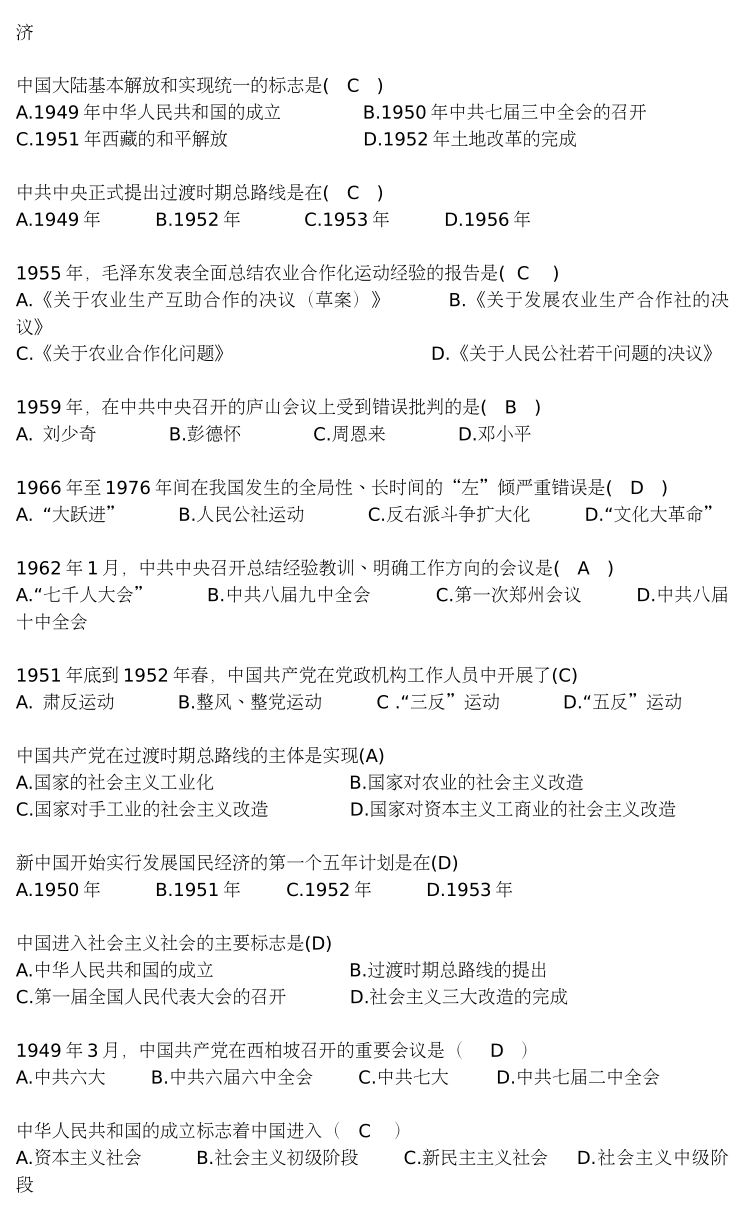 济
中国大陆基本解放和实现统一的标志是(　C　)
A.1949 年中华人民共和国的成立　　　　B.1950 年中共七届三中全会的召开
C.1951 年西藏的和平解放　　　　D.1952 年土地改革的完成
中共中央正式提出过渡时期总路线是在(　C　)
A.1949 年　　　B.1952 年　　　C.1953 年　　　D.1956 年
1955 年，毛泽东发表全面总结农业合作化运动经验的报告是( C　 )
A.《关于农业生产互助合作的决议（草案）》　　　B.《关于发展农业生产合作社的决
议》
C.《关于农业合作化问题》　　　　D.《关于人民公社若干问题的决议》
1959 年，在中共中央召开的庐山会议上受到错误批判的是(　B　)
A. 刘少奇　　　B.彭德怀　　　C.周恩来　　　D.邓小平
1966 年至 1976 年间在我国发生的全局性、长时间的“左”倾严重错误是(　D　)
A. “大跃进”　　　B.人民公社运动　　　C.反右派斗争扩大化　　　D.“文化大革命”
1962 年 1 月，中共中央召开总结经验教训、明确工作方向的会议是(　A　)
A.“七千人大会”　　　B.中共八届九中全会　　　C.第一次郑州会议　　　D.中共八届
十中全会
1951 年底到 1952 年春，中国共产党在党政机构工作人员中开展了(C)
A. 肃反运动　　　B.整风、整党运动　　　C .“三反”运动　　　D.“五反”运动
中国共产党在过渡时期总路线的主体是实现(A)
A.国家的社会主义工业化　　　　B.国家对农业的社会主义改造
C.国家对手工业的社会主义改造　　　　D.国家对资本主义工商业的社会主义改造
新中国开始实行发展国民经济的第一个五年计划是在(D)
A.1950 年　　　B.1951 年　　　C.1952 年　　　D.1953 年
中国进入社会主义社会的主要标志是(D)
A.中华人民共和国的成立　　　　B.过渡时期总路线的提出
C.第一届全国人民代表大会的召开　　　　D.社会主义三大改造的完成
1949 年 3 月，中国共产党在西柏坡召开的重要会议是（　 D　）
A.中共六大　　　B.中共六届六中全会　　　C.中共七大　　　D.中共七届二中全会
中华人民共和国的成立标志着中国进入（　C　 ）
A.资本主义社会　　　B.社会主义初级阶段　　　C.新民主主义社会　　D.社会主义中级阶
段